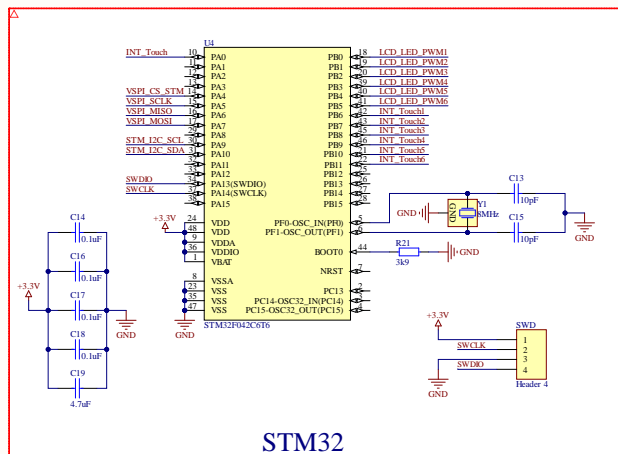 U4
INT_Touch 10 PA0 PB0 18 LCD_LED_PWM1
11 PA1 PB1 19 LCD_LED_PWM2
12 PA2 PB2 20 LCD_LED_PWM3
13 PA3 PB3 39 LCD_LED_PWM4
VSPI_CS_STM 14 PA4 PB4 40 LCD_LED_PWM5
VSPI_SCLK 15 PA5 PB5 41 LCD_LED_PWM6
VSPI_MISO 16 PA6 PB6 42 INT_Touch1
VSPI_MOSI 17 PA7 PB7 43 INT_Touch2
29 PA8 PB8 45 INT_Touch3
STM_I2C_SCL 30 PA9 PB9 46 INT_Touch4
STM_I2C_SDA 31 PA10 PB10 INT_Touch5
32 PA11 PB11 22 INT_Touch6
33 PA12 PB12 25
SWDIO 34 PA13(SWDIO) PB13 26
SWCLK 37 PA14(SWCLK) PB14 27
38 PA15 PB15 28
24 VDD PF0-OSC_IN(PF0) 5
+3.3V 48 VDD PF1-OSC_OUT(PF1) 6
9 VDDA
36 VDDIO BOOT0 44
1 VBAT
NRST 7
8 VSSA
23 VSS PC13 2
35 VSS PC14-OSC32_IN(PC14) 3
47 VSS PC15-OSC32_OUT(PC15) 4
GND
STM32F042C6T6
C13
10pF
GND
GND
Y1
8MHz
C15
10pF
GND
R21
3k9
GND
C14
0.1uF
C16
0.1uF
+3.3V
C17
0.1uF
GND
C18
0.1uF
C19
4.7uF
+3.3V
SWD
1
SWCLK 2
3
SWDIO 4
GND
Header 4
STM32